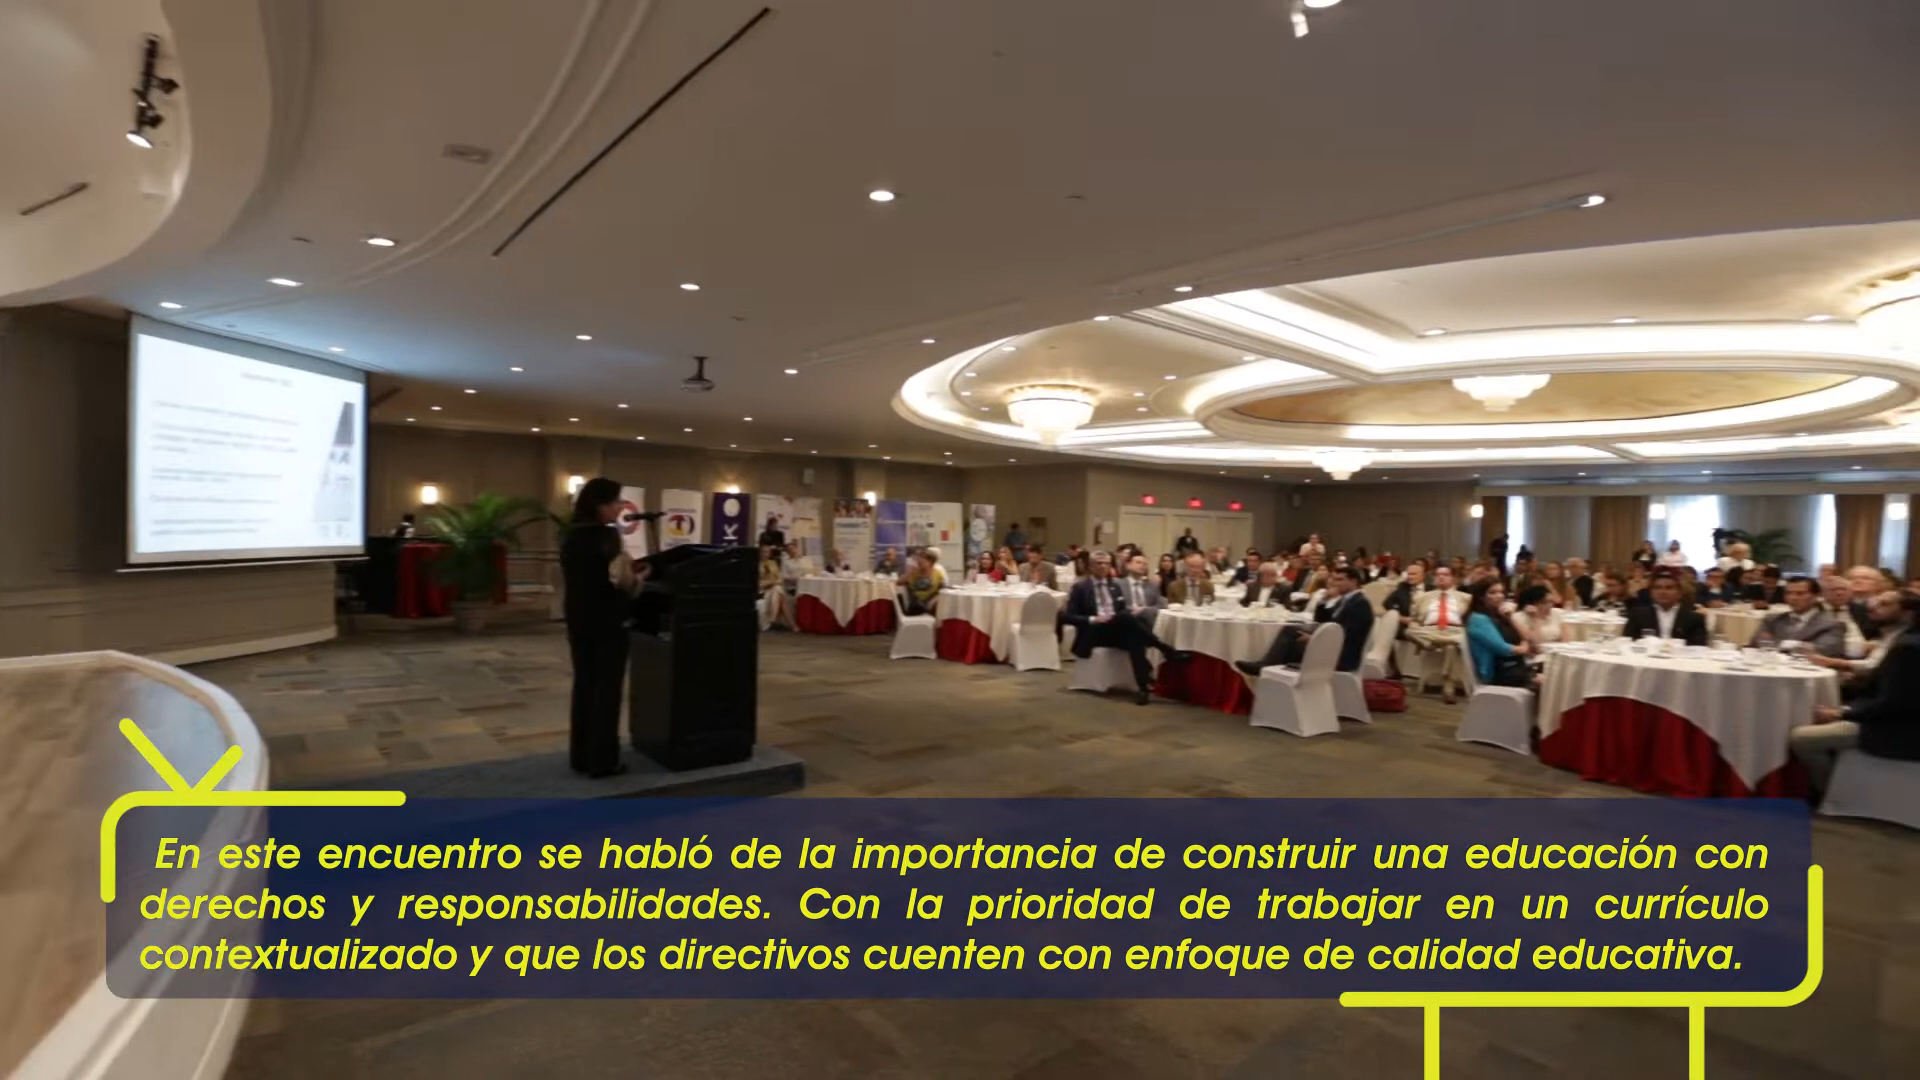 En este encuentro se habló de la importancia de construir una educación con
derechos y responsabilidades. Con la prioridad de trabajar en un currículo
contextualizado y que los directivos cuenten con enfoque de calidad educativa.